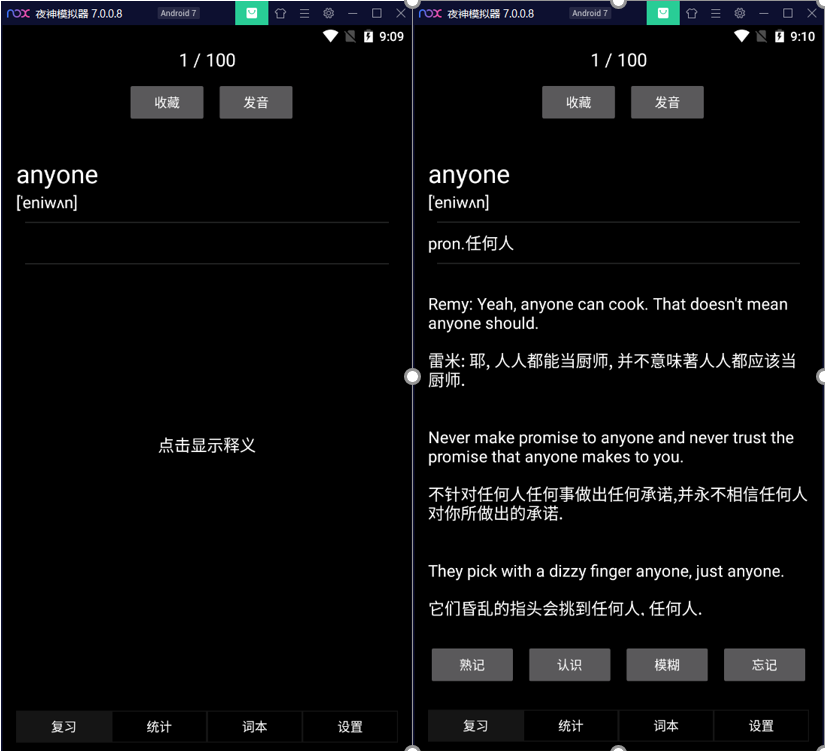 nox 夜神模拟器 7.0.0.8 Android 7
9:09
1 / 100
收藏 发音
anyone
['eniwʌn]
点击显示释义
复习 统计 词本 设置
nox 夜神模拟器 7.0.0.8 Android 7
9:10
1 / 100
收藏 发音
anyone
['eniwʌn]
pron.任何人
Remy: Yeah, anyone can cook. That doesn't mean
anyone should.
雷米: 耶, 人人都能当厨师, 并不意味著人人都应该当
厨师.
Never make promise to anyone and never trust the
promise that anyone makes to you.
不针对任何人任何事做出任何承诺,并永不相信任何人
对你所做出的承诺.
They pick with a dizzy finger anyone, just anyone.
它们昏乱的指头会挑到任何人. 任何人.
熟记 认识 模糊 忘记
复习 统计 词本 设置